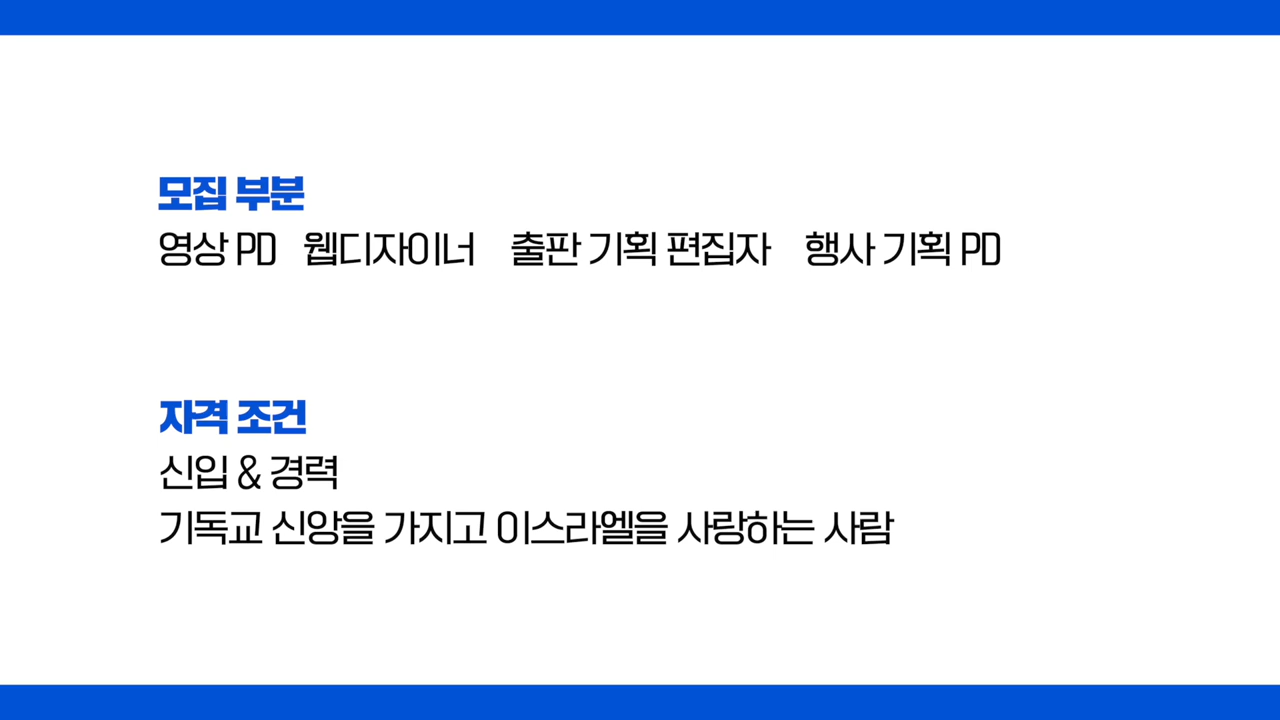 모집 부분
영상 PD 웹디자이너 출판 기획 편집자 행사 기획 PD
자격 조건
신입 & 경력
기독교 신앙을 가지고 이스라엘을 사랑하는 사람